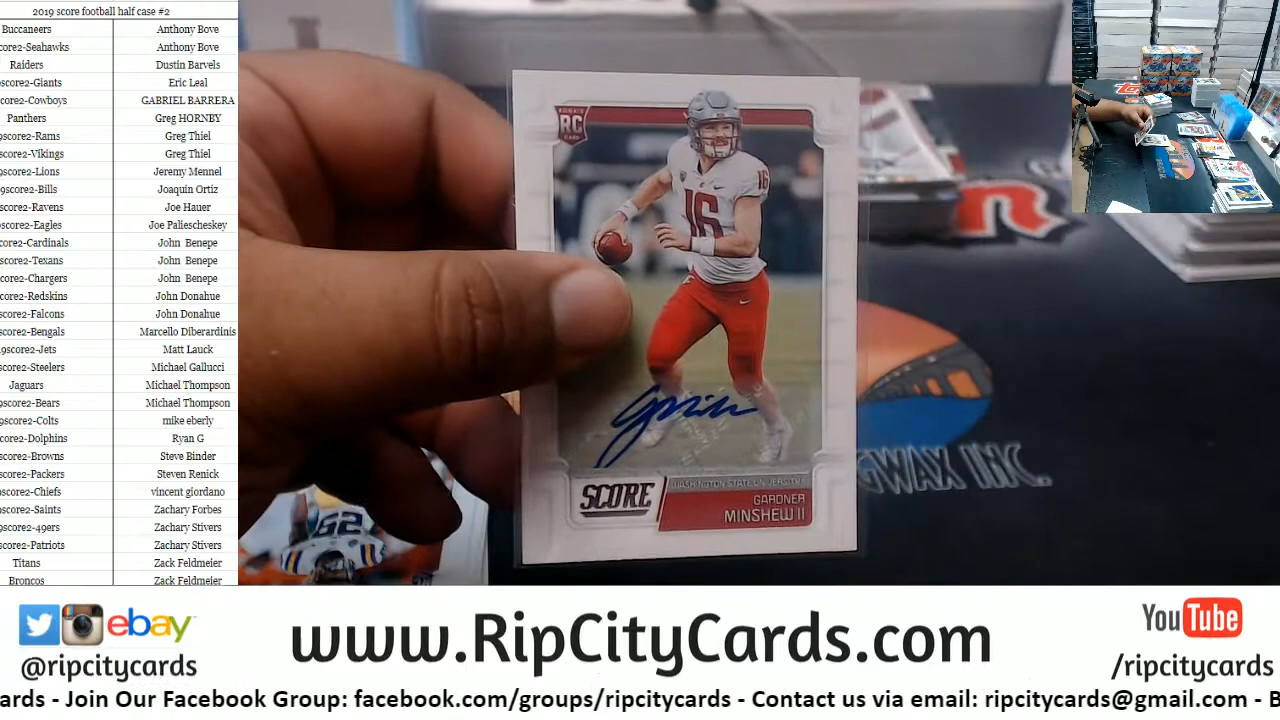 2019 score football half case #2
Buccaneers Anthony Bove
core2-Seahawks Anthony Bove
Raiders Dustin Barvels
score2-Giants Eric Leal
core2-Cowboys GABRIEL BARRERA
Panthers Greg HORNBY
9score2-Rams Greg Thiel
score2-Vikings Greg Thiel
score2-Lions Jeremy Mennel
9score2-Bills Joaquin Ortiz
core2-Ravens Joe Hauer
score2-Eagles Joe Paliescheskey
core2-Cardinals John Benepe
core2-Texans John Benepe
core2-Chargers John Benepe
core2-Redskins John Donahue
core2-Falcons John Donahue
core2-Bengals Marcello Diberardinis
19score2-Jets Matt Lauck
core2-Steelers Michael Gallucci
Jaguars Michael Thompson
score2-Bears Michael Thompson
score2-Colts mike eberly
core2-Dolphins Ryan G
core2-Browns Steve Binder
core2-Packers Steven Renick
score2-Chiefs vincent giordano
score2-Saints Zachary Forbes
score2-49ers Zachary Stivers
core2-Patriots Zachary Stivers
Titans Zack Feldmeier
Broncos Zack Feldmeier
RC
CARD
16
16
SCORE
WASHINGTON STATE UNIVERSITY
GARDNER
MINSHEW II
GWAX INC.
ebay
@ripcitycards
www.RipCityCards.com
YouTube
/ripcitycards
ards - Join Our Facebook Group: facebook.com/groups/ripcitycards - Contact us via email: ripcitycards@gmail.com - B